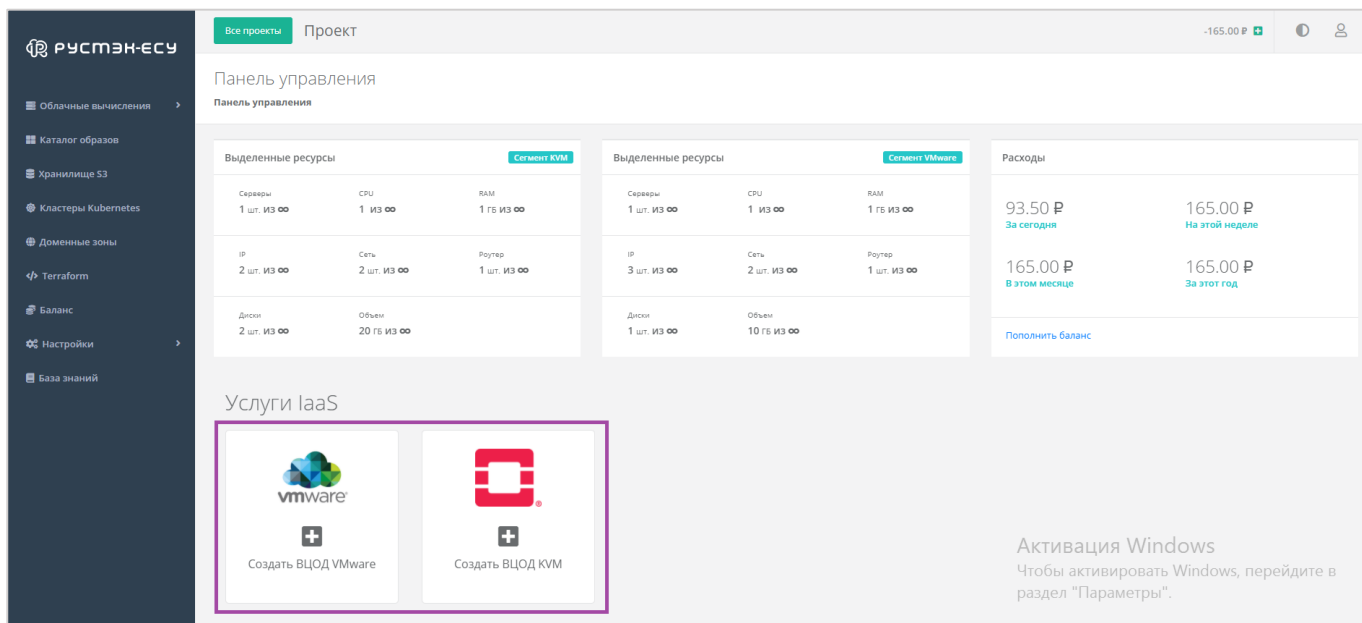 РУСТЭК-ЕСУ
Облачные вычисления
Каталог образов
Хранилище S3
Кластеры Kubernetes
Доменные зоны
Terraform
Баланс
Настройки
База знаний
Все проекты Проект -165.00 ₽
Панель управления
Панель управления
Выделенные ресурсы Сегмент KVM
Серверы CPU RAM
1 шт. из ∞ 1 из ∞ 1 ГБ из ∞
IP Сеть Роутер
2 шт. из ∞ 2 шт. из ∞ 1 шт. из ∞
Диски Объем
2 шт. из ∞ 20 ГБ из ∞
Выделенные ресурсы Сегмент VMware
Серверы CPU RAM
1 шт. из ∞ 1 из ∞ 1 ГБ из ∞
IP Сеть Роутер
3 шт. из ∞ 2 шт. из ∞ 1 шт. из ∞
Диски Объем
1 шт. из ∞ 10 ГБ из ∞
Расходы
93.50 ₽ 165.00 ₽
За сегодня На этой неделе
165.00 ₽ 165.00 ₽
В этом месяце За этот год
Пополнить баланс
Услуги IaaS
vmware
Создать ВЦОД VMware
Создать ВЦОД KVM
Активация Windows
Чтобы активировать Windows, перейдите в
раздел "Параметры".